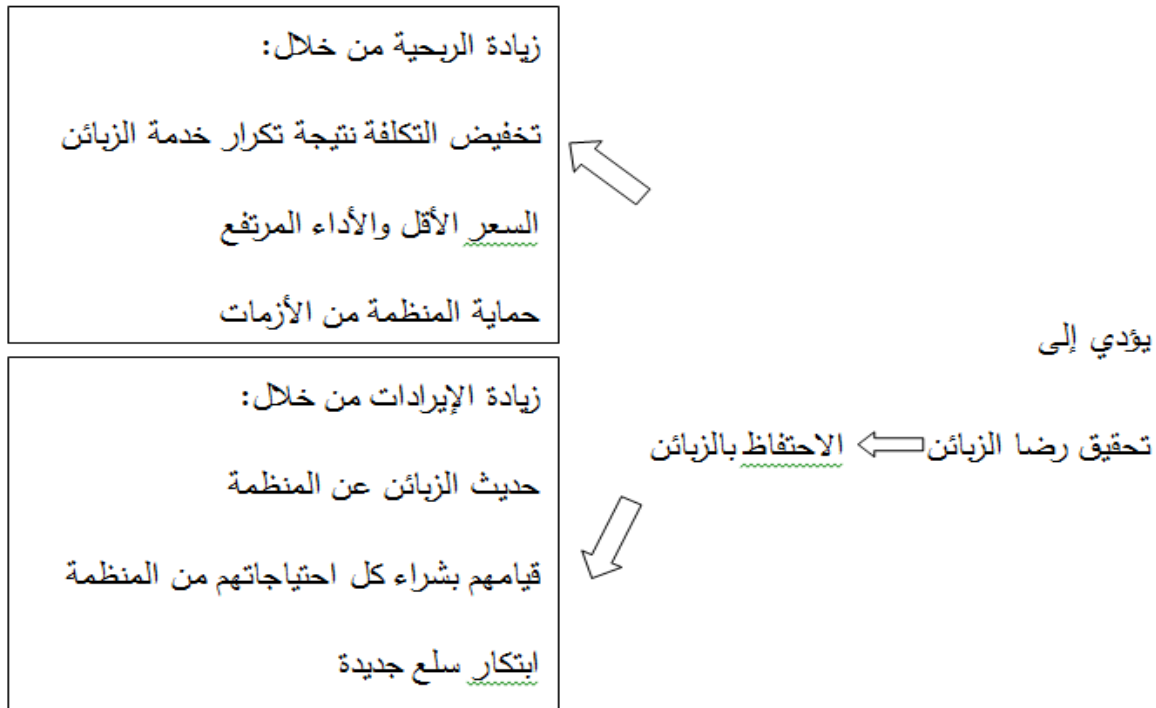 يؤدي إلى
تحقيق رضا الزبائن الاحتفاظ بالزبائن
زيادة الربحية من خلال:
تخفيض التكلفة نتيجة تكرار خدمة الزبائن
السعر الأقل والأداء المرتفع
حماية المنظمة من الأزمات
زيادة الإيرادات من خلال:
حديث الزبائن عن المنظمة
قيامهم بشراء كل احتياجاتهم من المنظمة
ابتكار سلع جديدة